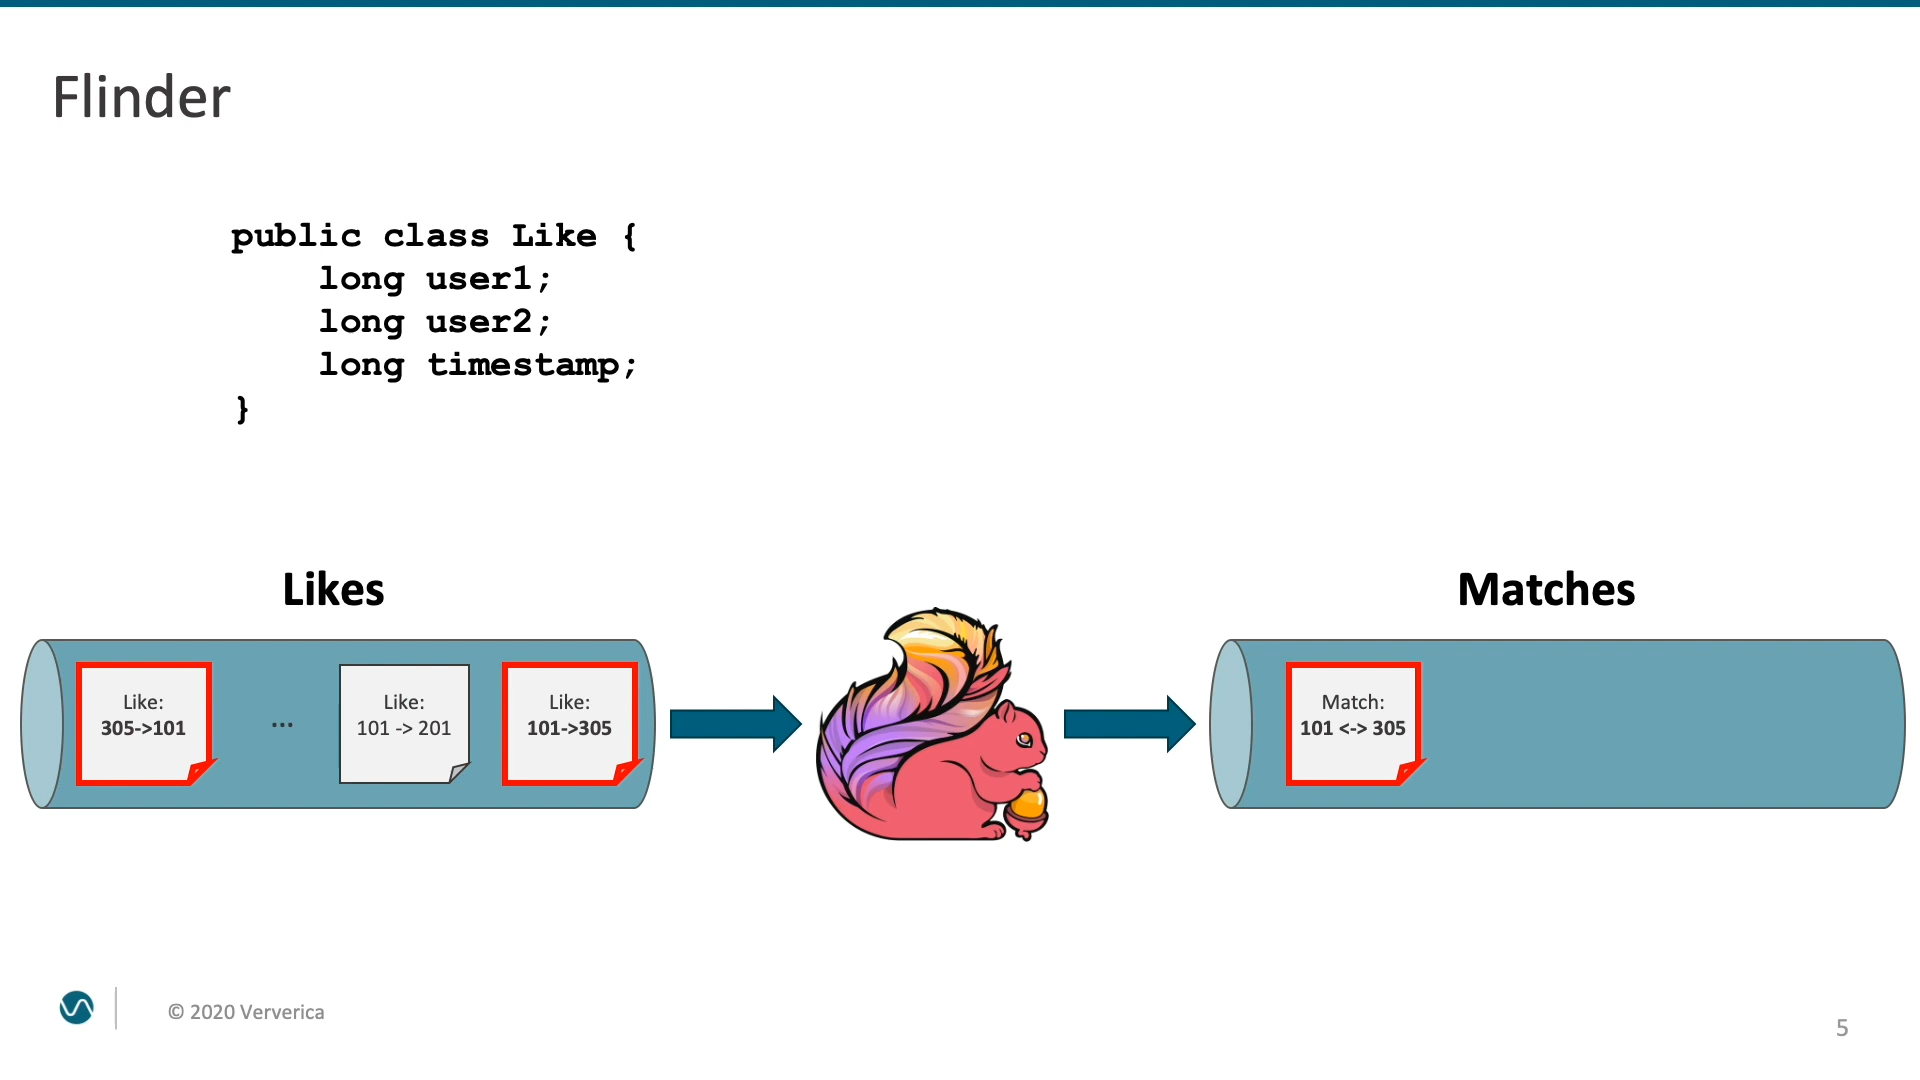 Flinder
public class Like {
long user1;
long user2;
long timestamp;
}
Likes
Matches
Like:
305->101
...
Like:
101 -> 201
Like:
101->305
Match:
101 <-> 305
© 2020 Ververica
5